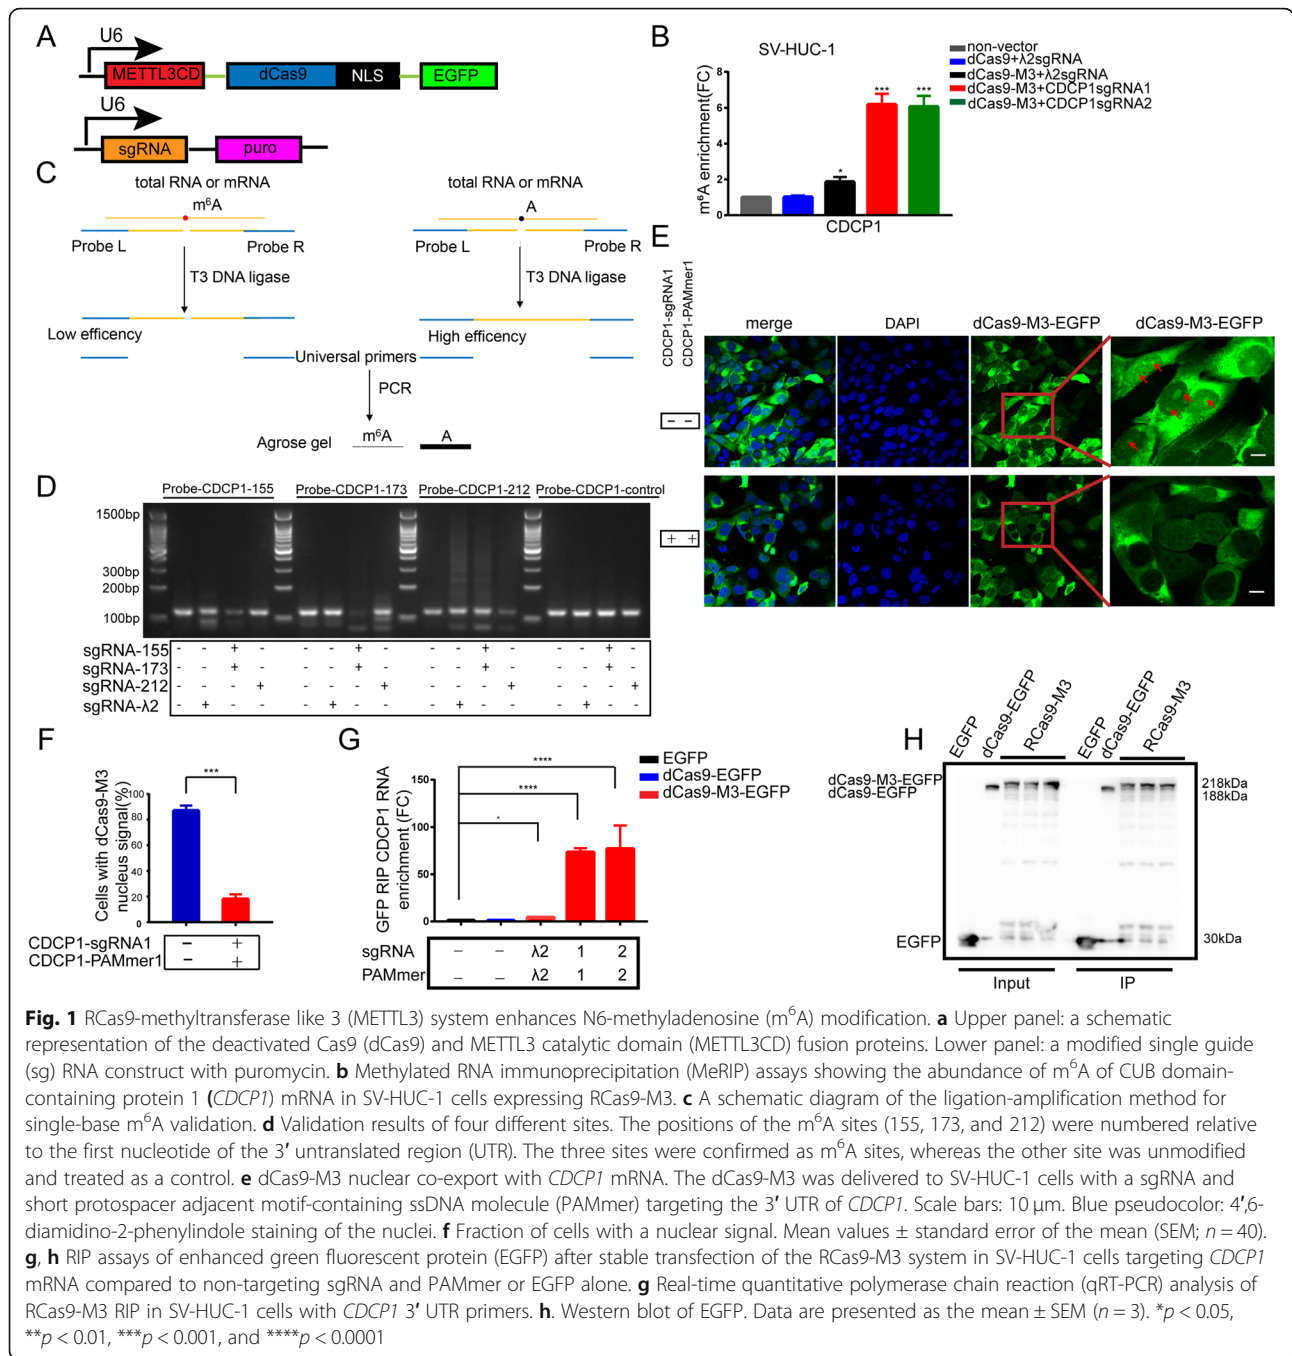 A
U6
METTL3CD
dCas9
NLS
EGFP
U6
sgRNA
puro
B
SV-HUC-1
non-vector
dCas9+λ2sgRNA
dCas9-M3+λ2sgRNA
dCas9-M3+CDCP1sgRNA1
dCas9-M3+CDCP1sgRNA2
m⁶A enrichment(FC)
8
6
4
2
0
*
***
***
CDCP1
C
total RNA or mRNA
m⁶A
Probe L
Probe R
T3 DNA ligase
Low efficency
total RNA or mRNA
A
Probe L
Probe R
T3 DNA ligase
High efficency
Universal primers
PCR
Agrose gel
m⁶A
A
D
Probe-CDCP1-155
Probe-CDCP1-173
Probe-CDCP1-212
Probe-CDCP1-control
1500bp
300bp
200bp
100bp
sgRNA-155 - - + - - - + - - - + - - - + -
sgRNA-173 - - + - - - + - - - + - - - + -
sgRNA-212 - - - + - - - + - - - + - - - +
sgRNA-λ2 - + - - - + - - - + - - - + - -
E
CDCP1-sgRNA1
CDCP1-PAMmer1
merge
DAPI
dCas9-M3-EGFP
dCas9-M3-EGFP
- -
+ +
F
Cells with dCas9-M3
nucleus signal(%)
100
80
60
40
20
0
***
CDCP1-sgRNA1 - +
CDCP1-PAMmer1 - +
G
EGFP
dCas9-EGFP
dCas9-M3-EGFP
GFP RIP CDCP1 RNA
enrichment (FC)
150
100
50
0
*
****
****
sgRNA - - λ2 1 2
PAMmer - - λ2 1 2
H
EGFP
dCas9-EGFP
RCas9-M3
EGFP
dCas9-EGFP
RCas9-M3
dCas9-M3-EGFP
dCas9-EGFP
EGFP
218kDa
188kDa
30kDa
Input
IP
Fig. 1 RCas9-methyltransferase like 3 (METTL3) system enhances N6-methyladenosine (m⁶A) modification. a Upper panel: a schematic
representation of the deactivated Cas9 (dCas9) and METTL3 catalytic domain (METTL3CD) fusion proteins. Lower panel: a modified single guide
(sg) RNA construct with puromycin. b Methylated RNA immunoprecipitation (MeRIP) assays showing the abundance of m⁶A of CUB domain-
containing protein 1 (CDCP1) mRNA in SV-HUC-1 cells expressing RCas9-M3. c A schematic diagram of the ligation-amplification method for
single-base m⁶A validation. d Validation results of four different sites. The positions of the m⁶A sites (155, 173, and 212) were numbered relative
to the first nucleotide of the 3′ untranslated region (UTR). The three sites were confirmed as m⁶A sites, whereas the other site was unmodified
and treated as a control. e dCas9-M3 nuclear co-export with CDCP1 mRNA. The dCas9-M3 was delivered to SV-HUC-1 cells with a sgRNA and
short protospacer adjacent motif-containing ssDNA molecule (PAMmer) targeting the 3′ UTR of CDCP1. Scale bars: 10 μm. Blue pseudocolor: 4′,6-
diamidino-2-phenylindole staining of the nuclei. f Fraction of cells with a nuclear signal. Mean values ± standard error of the mean (SEM; n = 40).
g, h RIP assays of enhanced green fluorescent protein (EGFP) after stable transfection of the RCas9-M3 system in SV-HUC-1 cells targeting CDCP1
mRNA compared to non-targeting sgRNA and PAMmer or EGFP alone. g Real-time quantitative polymerase chain reaction (qRT-PCR) analysis of
RCas9-M3 RIP in SV-HUC-1 cells with CDCP1 3′ UTR primers. h. Western blot of EGFP. Data are presented as the mean ± SEM (n = 3). *p < 0.05,
**p < 0.01, ***p < 0.001, and ****p < 0.0001